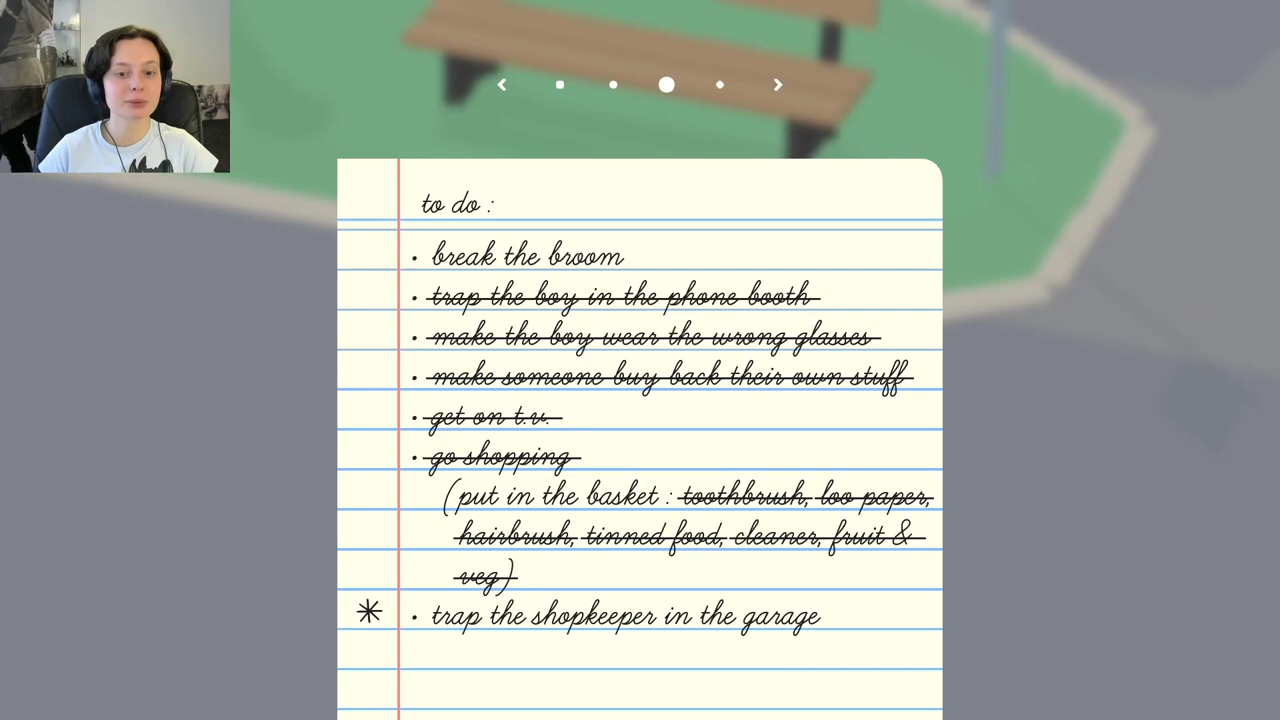 to do :
• break the broom
• trap the boy in the phone booth
• make the boy wear the wrong glasses
• make someone buy back their own stuff
• get on t.v.
• go shopping
(put in the basket : toothbrush, loo paper,
hairbrush, tinned food, cleaner, fruit &
veg)
• trap the shopkeeper in the garage